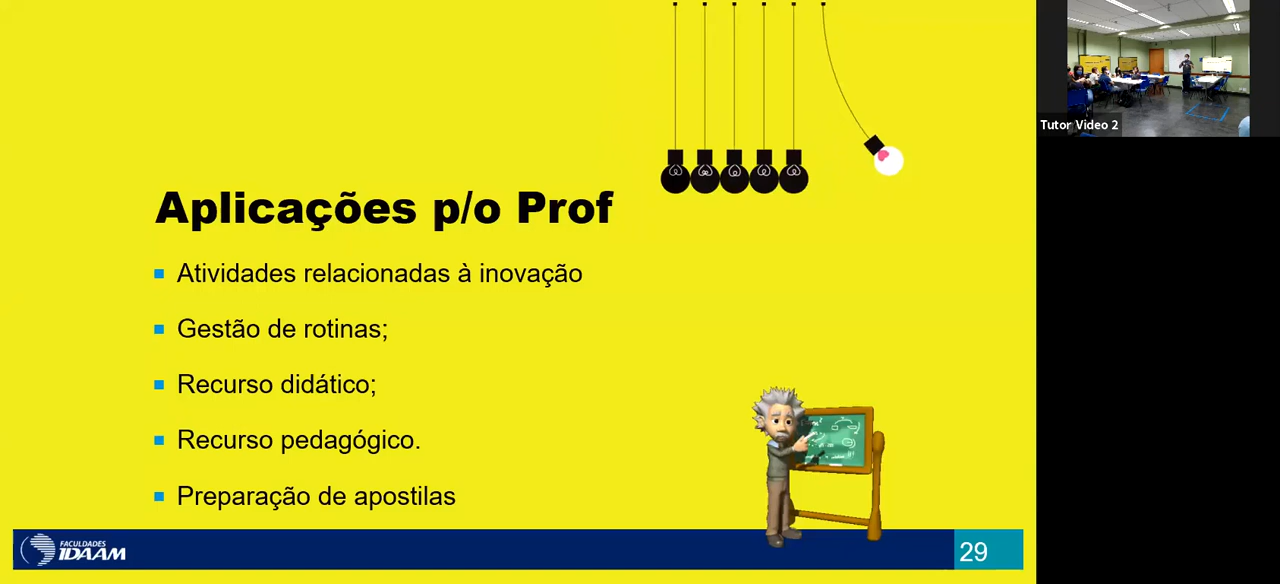 Tutor Video 2
Aplicações p/o Prof
Atividades relacionadas à inovação
Gestão de rotinas;
Recurso didático;
Recurso pedagógico.
Preparação de apostilas
FACULDADES
IDAAM
29